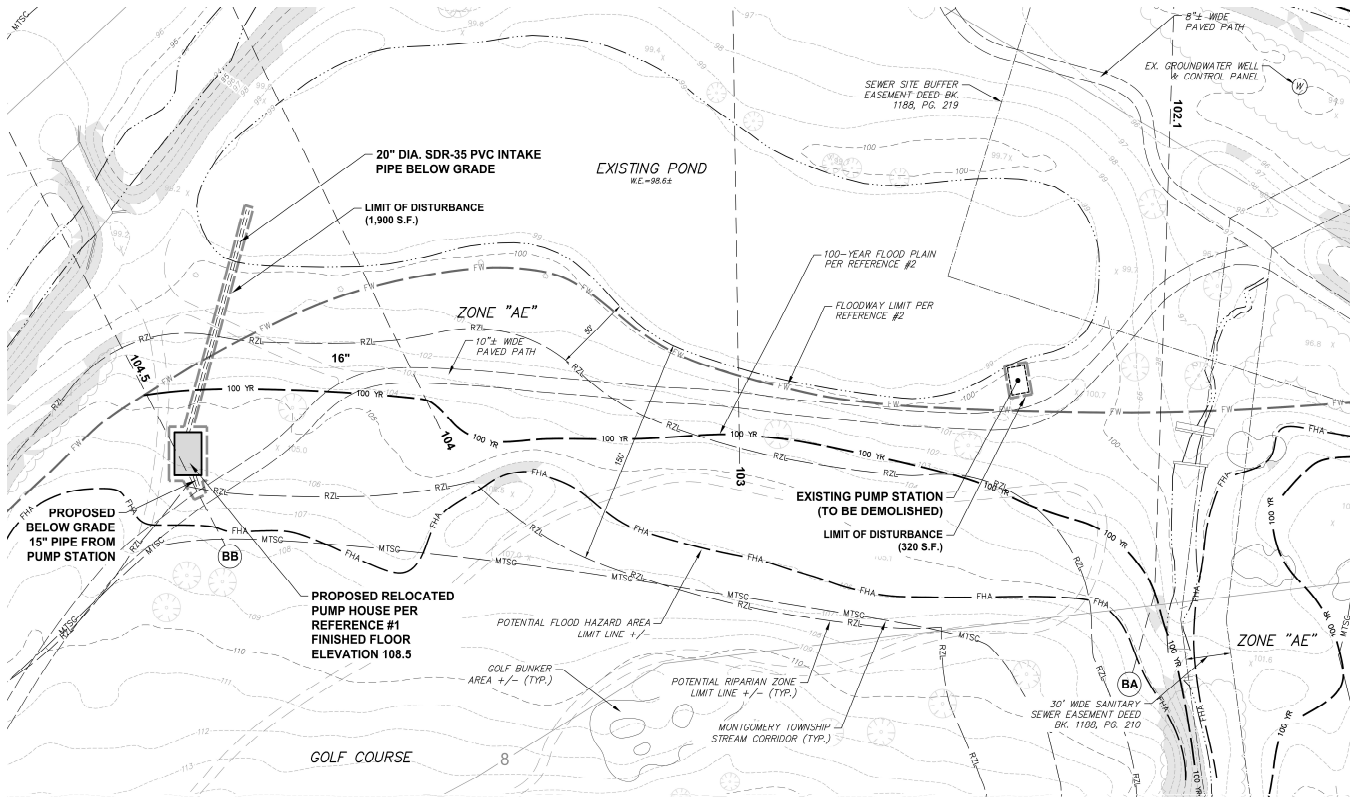 MTSC
8"± WIDE
PAVED PATH
EX. GROUNDWATER WELL
& CONTROL PANEL
W
SEWER SITE BUFFER
EASEMENT DEED BK.
1188, PG. 219
102.1
20" DIA. SDR-35 PVC INTAKE
PIPE BELOW GRADE
EXISTING POND
W.E.=98.6±
LIMIT OF DISTURBANCE
(1,900 S.F.)
100-YEAR FLOOD PLAIN
PER REFERENCE #2
FLOODWAY LIMIT PER
REFERENCE #2
ZONE "AE"
50'
10"± WIDE
PAVED PATH
16"
104.5
104
103
150'
FW
RZL
100 YR
FHA
MTSC
EXISTING PUMP STATION
(TO BE DEMOLISHED)
LIMIT OF DISTURBANCE
(320 S.F.)
PROPOSED
BELOW GRADE
15" PIPE FROM
PUMP STATION
BB
PROPOSED RELOCATED
PUMP HOUSE PER
REFERENCE #1
FINISHED FLOOR
ELEVATION 108.5
POTENTIAL FLOOD HAZARD AREA
LIMIT LINE +/-
GOLF BUNKER
AREA +/- (TYP.)
POTENTIAL RIPARIAN ZONE
LIMIT LINE +/- (TYP.)
MONTGOMERY TOWNSHIP
STREAM CORRIDOR (TYP.)
ZONE "AE"
BA
30' WIDE SANITARY
SEWER EASEMENT DEED
BK. 1100, PG. 210
GOLF COURSE
8